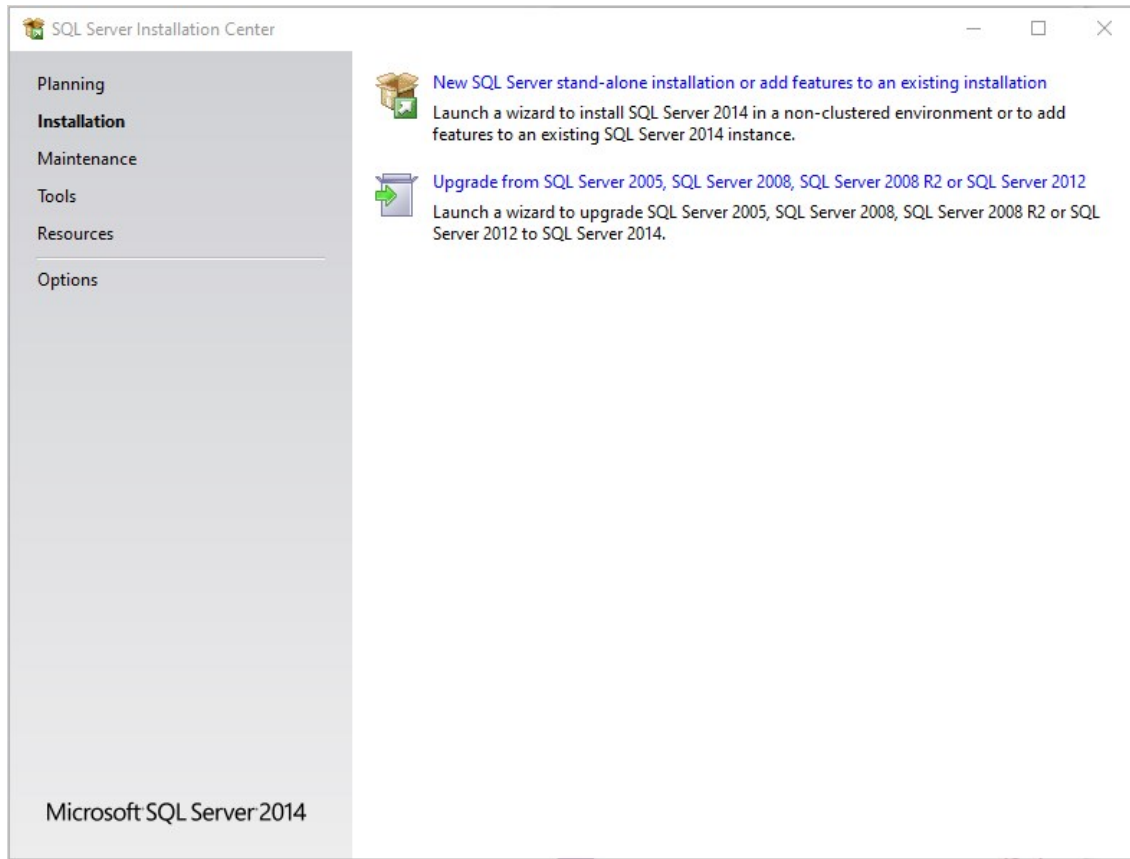 SQL Server Installation Center
Planning
Installation
Maintenance
Tools
Resources
Options
New SQL Server stand-alone installation or add features to an existing installation
Launch a wizard to install SQL Server 2014 in a non-clustered environment or to add
features to an existing SQL Server 2014 instance.
Upgrade from SQL Server 2005, SQL Server 2008, SQL Server 2008 R2 or SQL Server 2012
Launch a wizard to upgrade SQL Server 2005, SQL Server 2008, SQL Server 2008 R2 or SQL
Server 2012 to SQL Server 2014.
Microsoft SQL Server 2014